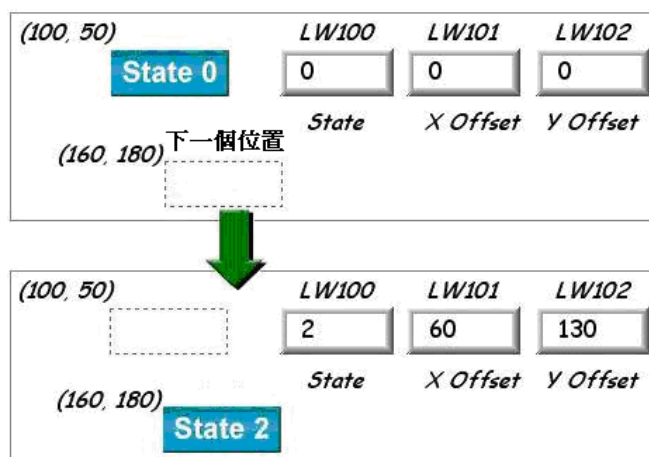 (100, 50) LW100 LW101 LW102
State 0 0 0 0
State X Offset Y Offset
下一個位置
(160, 180)
(100, 50) LW100 LW101 LW102
2 60 130
State X Offset Y Offset
(160, 180)
State 2